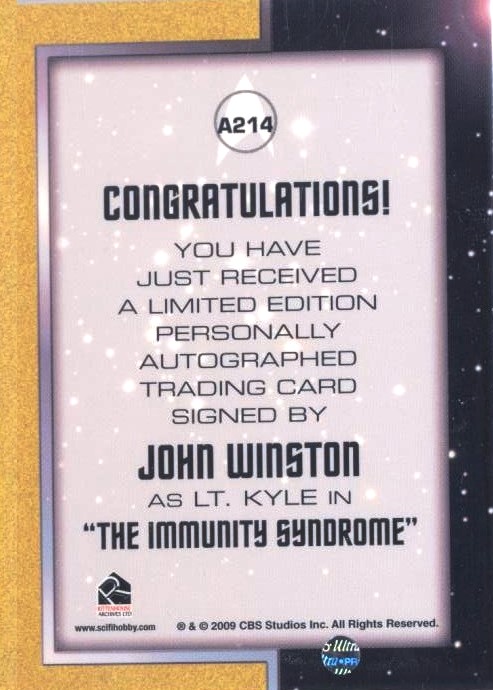 A214
CONGRATULATIONS!
YOU HAVE
JUST RECEIVED
A LIMITED EDITION
PERSONALLY
AUTOGRAPHED
TRADING CARD
SIGNED BY
JOHN WINSTON
AS LT. KYLE IN
"THE IMMUNITY SYNDROME"
RITTENHOUSE
ARCHIVES LTD
www.scifihobby.com ® & © 2009 CBS Studios Inc. All Rights Reserved.
Ultra
PR